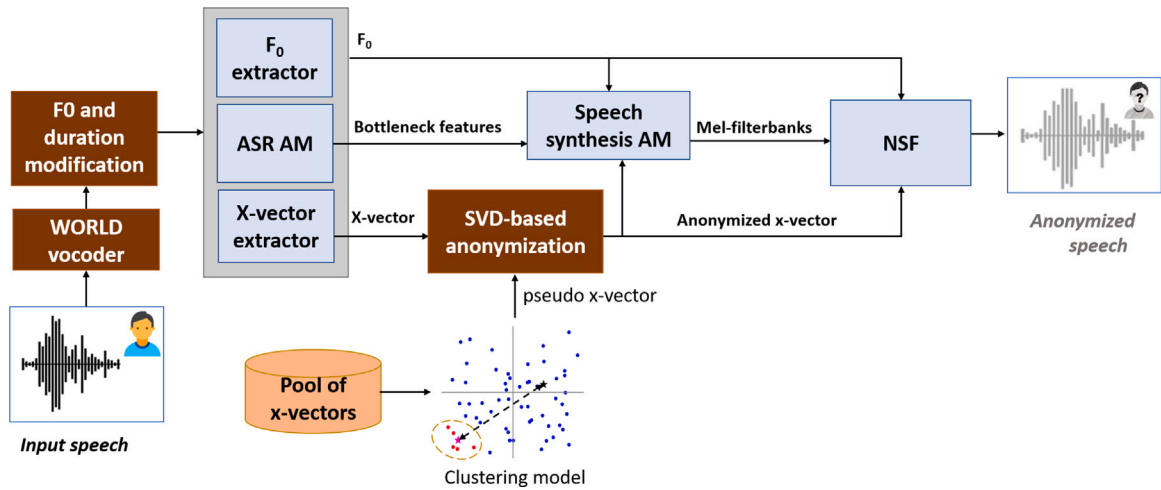 F0 and
duration
modification
WORLD
vocoder
Input speech
F₀
extractor
ASR AM
X-vector
extractor
F₀
Bottleneck features
X-vector
Speech
synthesis AM
SVD-based
anonymization
pseudo x-vector
Pool of
x-vectors
Clustering model
Mel-filterbanks
Anonymized x-vector
NSF
?
Anonymized
speech